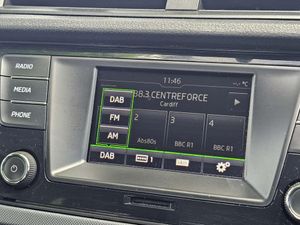 11:46
RADIO
MEDIA
PHONE
DAB
FM
AM
DAB
88.3 CENTREFORCE
Cardiff
2
3
4
Abs80s
BBC R1
BBC R1
1